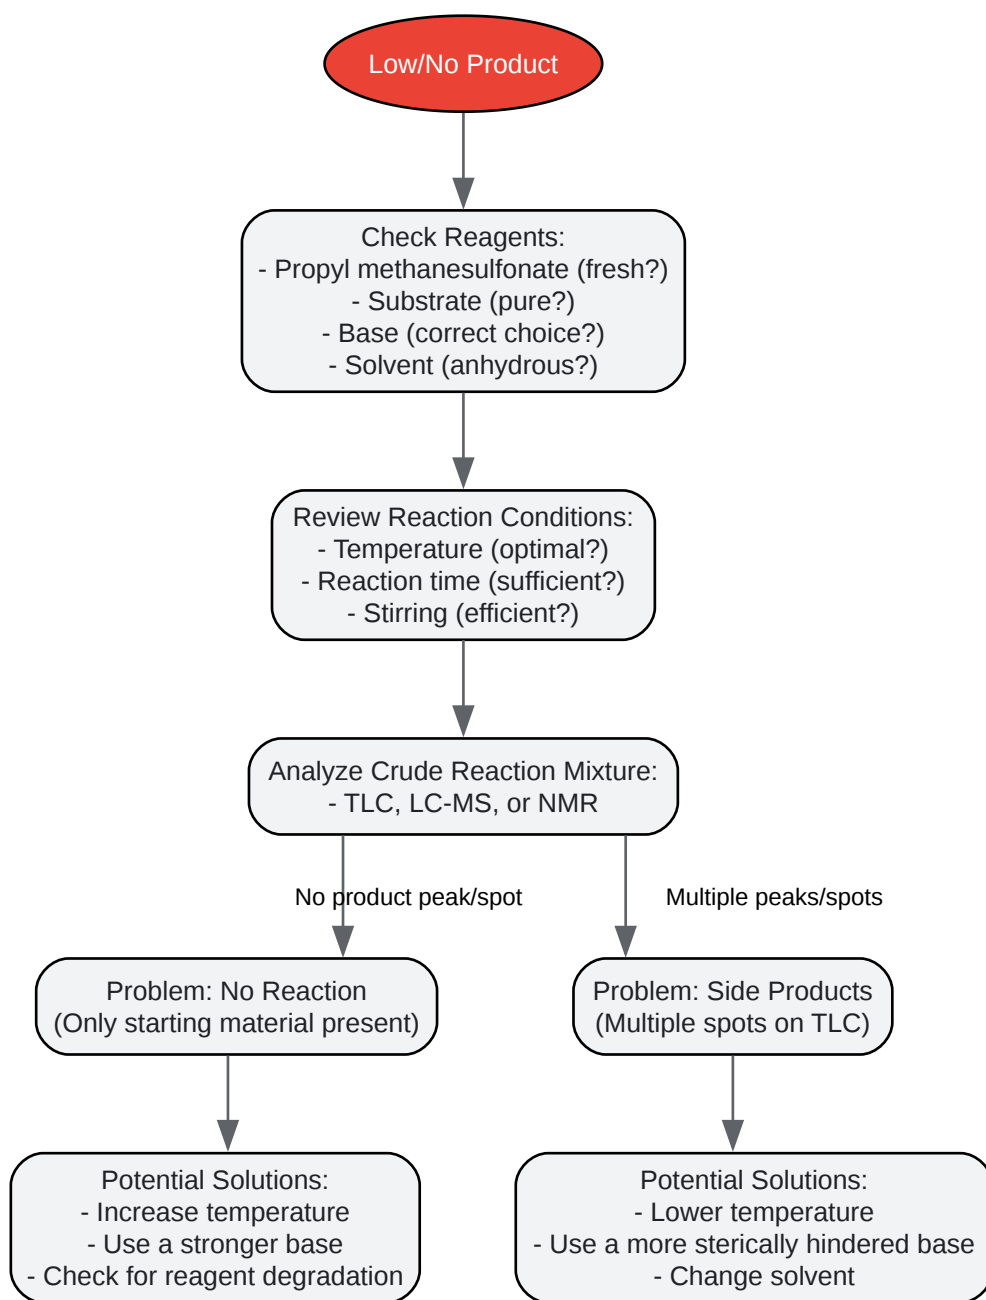 Low/No Product
Check Reagents:
- Propyl methanesulfonate (fresh?)
- Substrate (pure?)
- Base (correct choice?)
- Solvent (anhydrous?)
Review Reaction Conditions:
- Temperature (optimal?)
- Reaction time (sufficient?)
- Stirring (efficient?)
Analyze Crude Reaction Mixture:
- TLC, LC-MS, or NMR
No product peak/spot
Multiple peaks/spots
Problem: No Reaction
(Only starting material present)
Problem: Side Products
(Multiple spots on TLC)
Potential Solutions:
- Increase temperature
- Use a stronger base
- Check for reagent degradation
Potential Solutions:
- Lower temperature
- Use a more sterically hindered base
- Change solvent